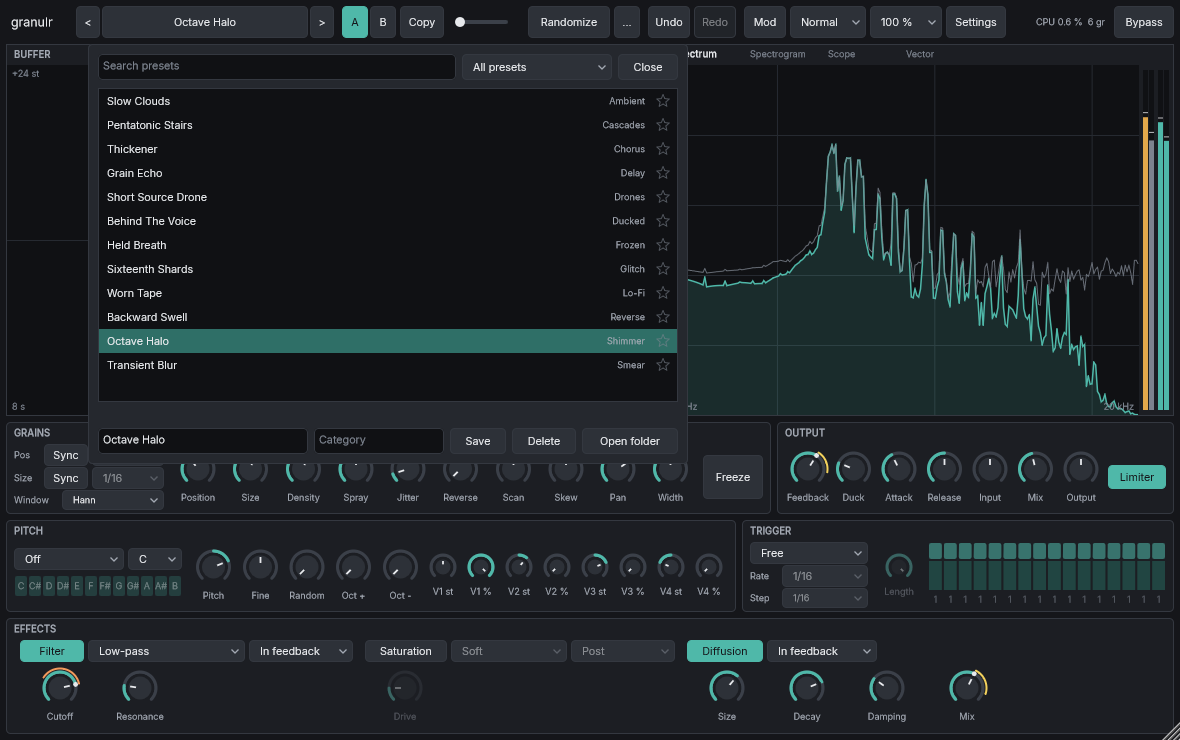 granulr < Octave Halo > A B Copy Randomize ... Undo Redo Mod Normal 100 % Settings CPU 0.6 % 6 gr Bypass
BUFFER
Search presets All presets Close
Spectrogram Scope Vector
+24 st
Slow Clouds Ambient
Pentatonic Stairs Cascades
Thickener Chorus
Grain Echo Delay
Short Source Drone Drones
Behind The Voice Ducked
Held Breath Frozen
Sixteenth Shards Glitch
Worn Tape Lo-Fi
Backward Swell Reverse
Octave Halo Shimmer
Transient Blur Smear
8 s
Octave Halo Category Save Delete Open folder
GRAINS
Pos Sync
Size Sync 1/16
Window Hann
Position Size Density Spray Jitter Reverse Scan Skew Pan Width
Freeze
OUTPUT
Feedback Duck Attack Release Input Mix Output
Limiter
PITCH
Off C
C C# D D# E F F# G G# A A# B
Pitch Fine Random Oct + Oct - V1 st V1 % V2 st V2 % V3 st V3 % V4 st V4 %
TRIGGER
Free
Rate 1/16
Step 1/16
Length
1 1 1 1 1 1 1 1 1 1 1 1 1 1 1 1
EFFECTS
Filter Low-pass In feedback Saturation Soft Post Diffusion In feedback
Cutoff Resonance Drive Size Decay Damping Mix